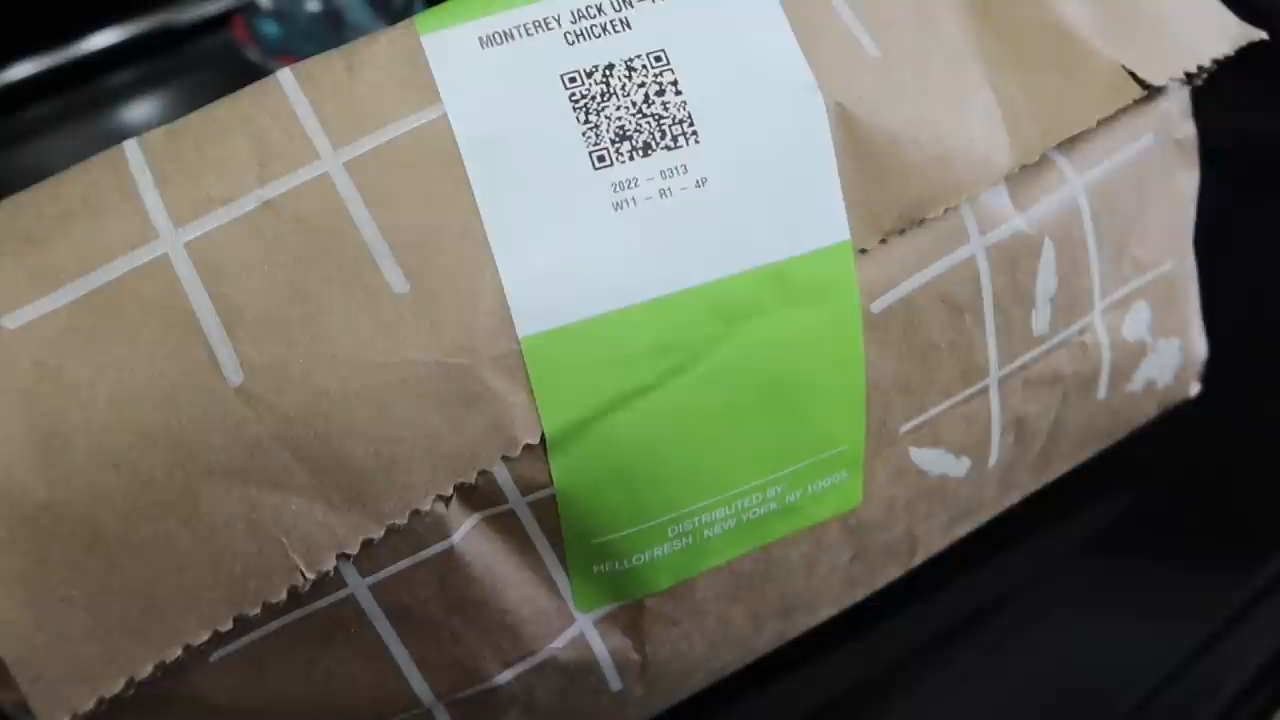 MONTEREY JACK UN-
CHICKEN
2022 - 0313
W11 - R1 - 4P
DISTRIBUTED BY:
HELLOFRESH | NEW YORK, NY 10005